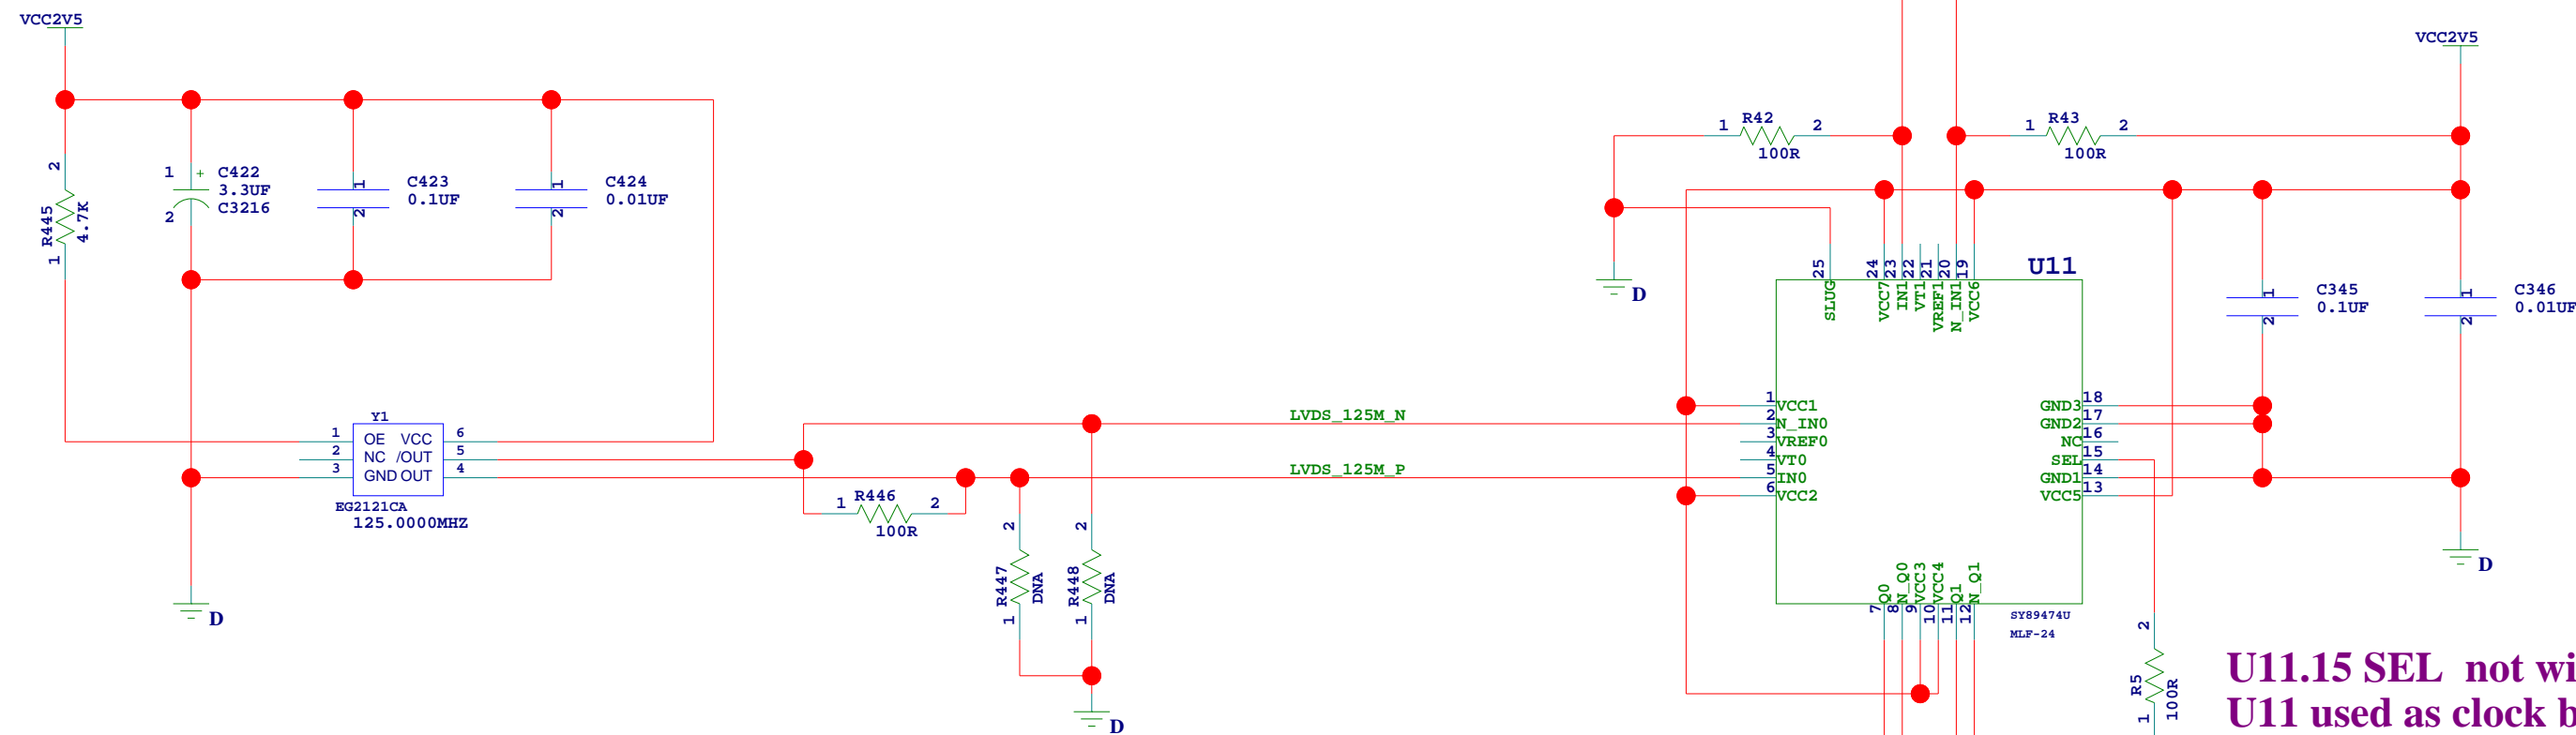 VCC2V5
R445
4.7K
2
1
1
+
C422
3.3UF
C3216
2
1
C423
0.1UF
2
1
C424
0.01UF
2
Y1
1 OE VCC 6
2 NC /OUT 5
3 GND OUT 4
EG2121CA
125.0000MHZ
D
1 R446 2
100R
R447
DNA
2
1
R448
DNA
2
1
D
LVDS_125M_N
LVDS_125M_P
VCC2V5
1 R42 2
100R
1 R43 2
100R
D
U11
25 SLUG
24 VCC7
23 IN1
22 VT1
21 VREF1
20 N_IN1
19 VCC6
1 VCC1
2 N_IN0
3 VREF0
4 VT0
5 IN0
6 VCC2
GND3 18
GND2 17
NC 16
SEL 15
GND1 14
VCC5 13
7 Q0
8 N_Q0
9 VCC3
10 VCC4
11 Q1
12 N_Q1
SY89474U
MLF-24
1
C345
0.1UF
2
1
C346
0.01UF
2
D
R5
100R
2
1
U11.15 SEL not wi
U11 used as clock b